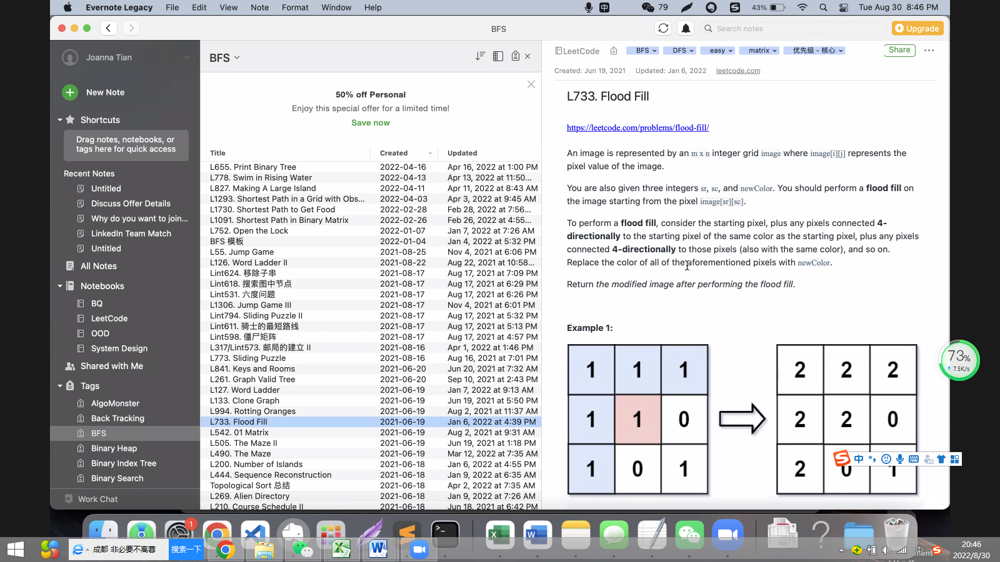 Evernote Legacy File Edit View Note Format Window Help
中 79 43% Tue Aug 30 8:46 PM
BFS
Search notes
Upgrade
Joanna Tian
New Note
Shortcuts
Drag notes, notebooks, or
tags here for quick access
Recent Notes
Untitled
Discuss Offer Details
Why do you want to join...
LinkedIn Team Match
Untitled
All Notes
Notebooks
BQ
LeetCode
OOD
System Design
Shared with Me
Tags
AlgoMonster
Back Tracking
BFS
Binary Heap
Binary Index Tree
Binary Search
Work Chat
BFS
50% off Personal
Enjoy this special offer for a limited time!
Save now
Title Created Updated
L655. Print Binary Tree 2022-04-16 Apr 16, 2022 at 1:00 PM
L778. Swim in Rising Water 2022-04-13 Apr 13, 2022 at 11:50...
L827. Making A Large Island 2022-04-11 Apr 11, 2022 at 8:43 AM
L1293. Shortest Path in a Grid with Obs... 2022-04-03 Apr 3, 2022 at 9:45 AM
L1730. Shortest Path to Get Food 2022-02-28 Feb 28, 2022 at 7:56...
L1091. Shortest Path in Binary Matrix 2022-02-26 Feb 26, 2022 at 4:55...
L752. Open the Lock 2022-01-07 Jan 7, 2022 at 7:26 AM
BFS 模板 2022-01-04 Jan 4, 2022 at 5:32 PM
L55. Jump Game 2021-08-25 Nov 4, 2021 at 6:06 PM
L126. Word Ladder II 2021-08-22 Aug 22, 2021 at 10:58...
Lint624. 移除子串 2021-08-17 Aug 17, 2021 at 7:09 PM
Lint618. 搜索图中节点 2021-08-17 Aug 17, 2021 at 6:29 PM
Lint531. 六度问题 2021-08-17 Aug 17, 2021 at 6:26 PM
L1306. Jump Game III 2021-08-17 Nov 4, 2021 at 6:01 PM
Lint794. Sliding Puzzle II 2021-08-17 Aug 17, 2021 at 5:32 PM
Lint611. 骑士的最短路线 2021-08-17 Aug 17, 2021 at 5:13 PM
Lint598. 僵尸矩阵 2021-08-17 Aug 17, 2021 at 4:57 PM
L317/Lint573. 邮局的建立 II 2021-08-16 Apr 1, 2022 at 1:46 PM
L773. Sliding Puzzle 2021-08-16 Aug 16, 2021 at 7:01 PM
L841. Keys and Rooms 2021-06-20 Jun 20, 2021 at 7:32 AM
L261. Graph Valid Tree 2021-06-20 Sep 10, 2021 at 2:43 PM
L127. Word Ladder 2021-06-19 Jan 7, 2022 at 9:13 AM
L133. Clone Graph 2021-06-19 Jun 19, 2021 at 5:50 PM
L994. Rotting Oranges 2021-06-19 Aug 2, 2021 at 11:37 AM
L733. Flood Fill 2021-06-19 Jan 6, 2022 at 4:39 PM
L542. 01 Matrix 2021-06-19 Aug 2, 2021 at 9:31 AM
L505. The Maze II 2021-06-19 Jun 19, 2021 at 1:18 PM
L490. The Maze 2021-06-19 Mar 12, 2022 at 7:35 AM
L200. Number of Islands 2021-06-18 Jan 6, 2022 at 4:55 PM
L444. Sequence Reconstruction 2021-06-18 Jan 9, 2022 at 6:35 AM
Topological Sort 总结 2021-06-18 Apr 2, 2022 at 7:35 AM
L269. Alien Directory 2021-06-18 Jan 9, 2022 at 7:26 AM
L210. Course Schedule II 2021-06-18 Jun 18, 2021 at 6:42 PM
LeetCode BFS DFS easy matrix 优先级 - 核心 Share
Created: Jun 19, 2021 Updated: Jan 6, 2022 leetcode.com
L733. Flood Fill
https://leetcode.com/problems/flood-fill/
An image is represented by an m x n integer grid image where image[i][j] represents the
pixel value of the image.
You are also given three integers sr, sc, and newColor. You should perform a flood fill on
the image starting from the pixel image[sr][sc].
To perform a flood fill, consider the starting pixel, plus any pixels connected 4-
directionally to the starting pixel of the same color as the starting pixel, plus any pixels
connected 4-directionally to those pixels (also with the same color), and so on.
Replace the color of all of the aforementioned pixels with newColor.
Return the modified image after performing the flood fill.
Example 1:
1 1 1 2 2 2
1 1 0 2 2 0
1 0 1 2 0 1
73%
7.5K/s
中
1
成都 非必要不离蓉 搜索一下
中
20:46
2022/8/30